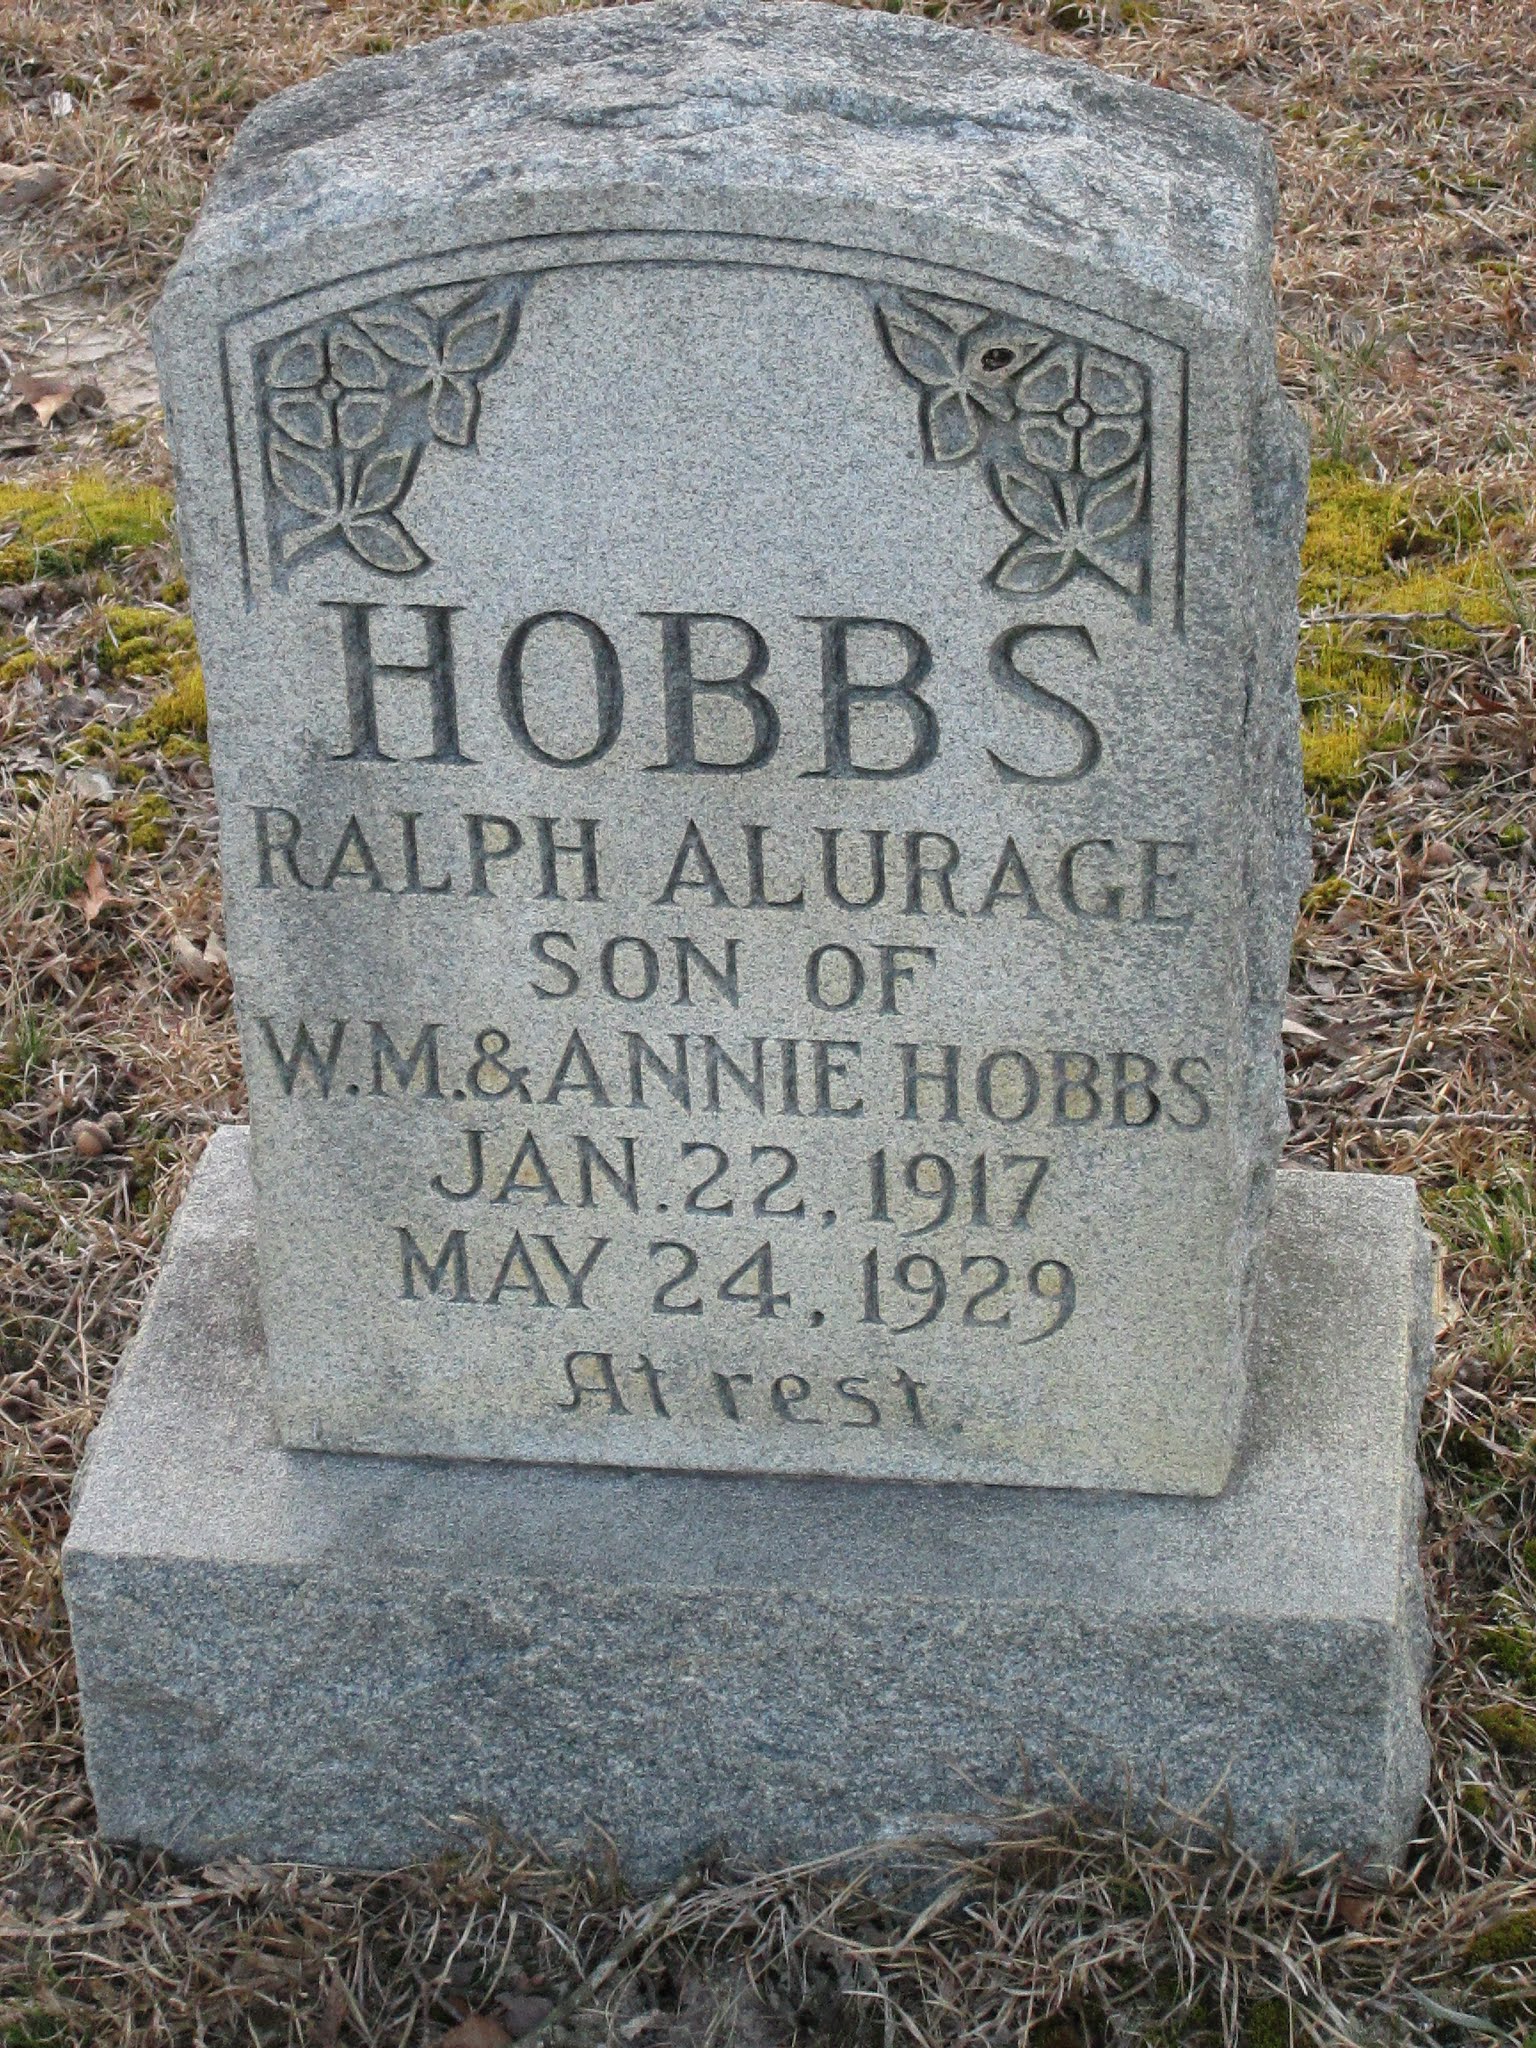 HOBBS
RALPH ALURAGE
SON OF
W.M.& ANNIE HOBBS
JAN. 22, 1917
MAY 24, 1929
At rest.